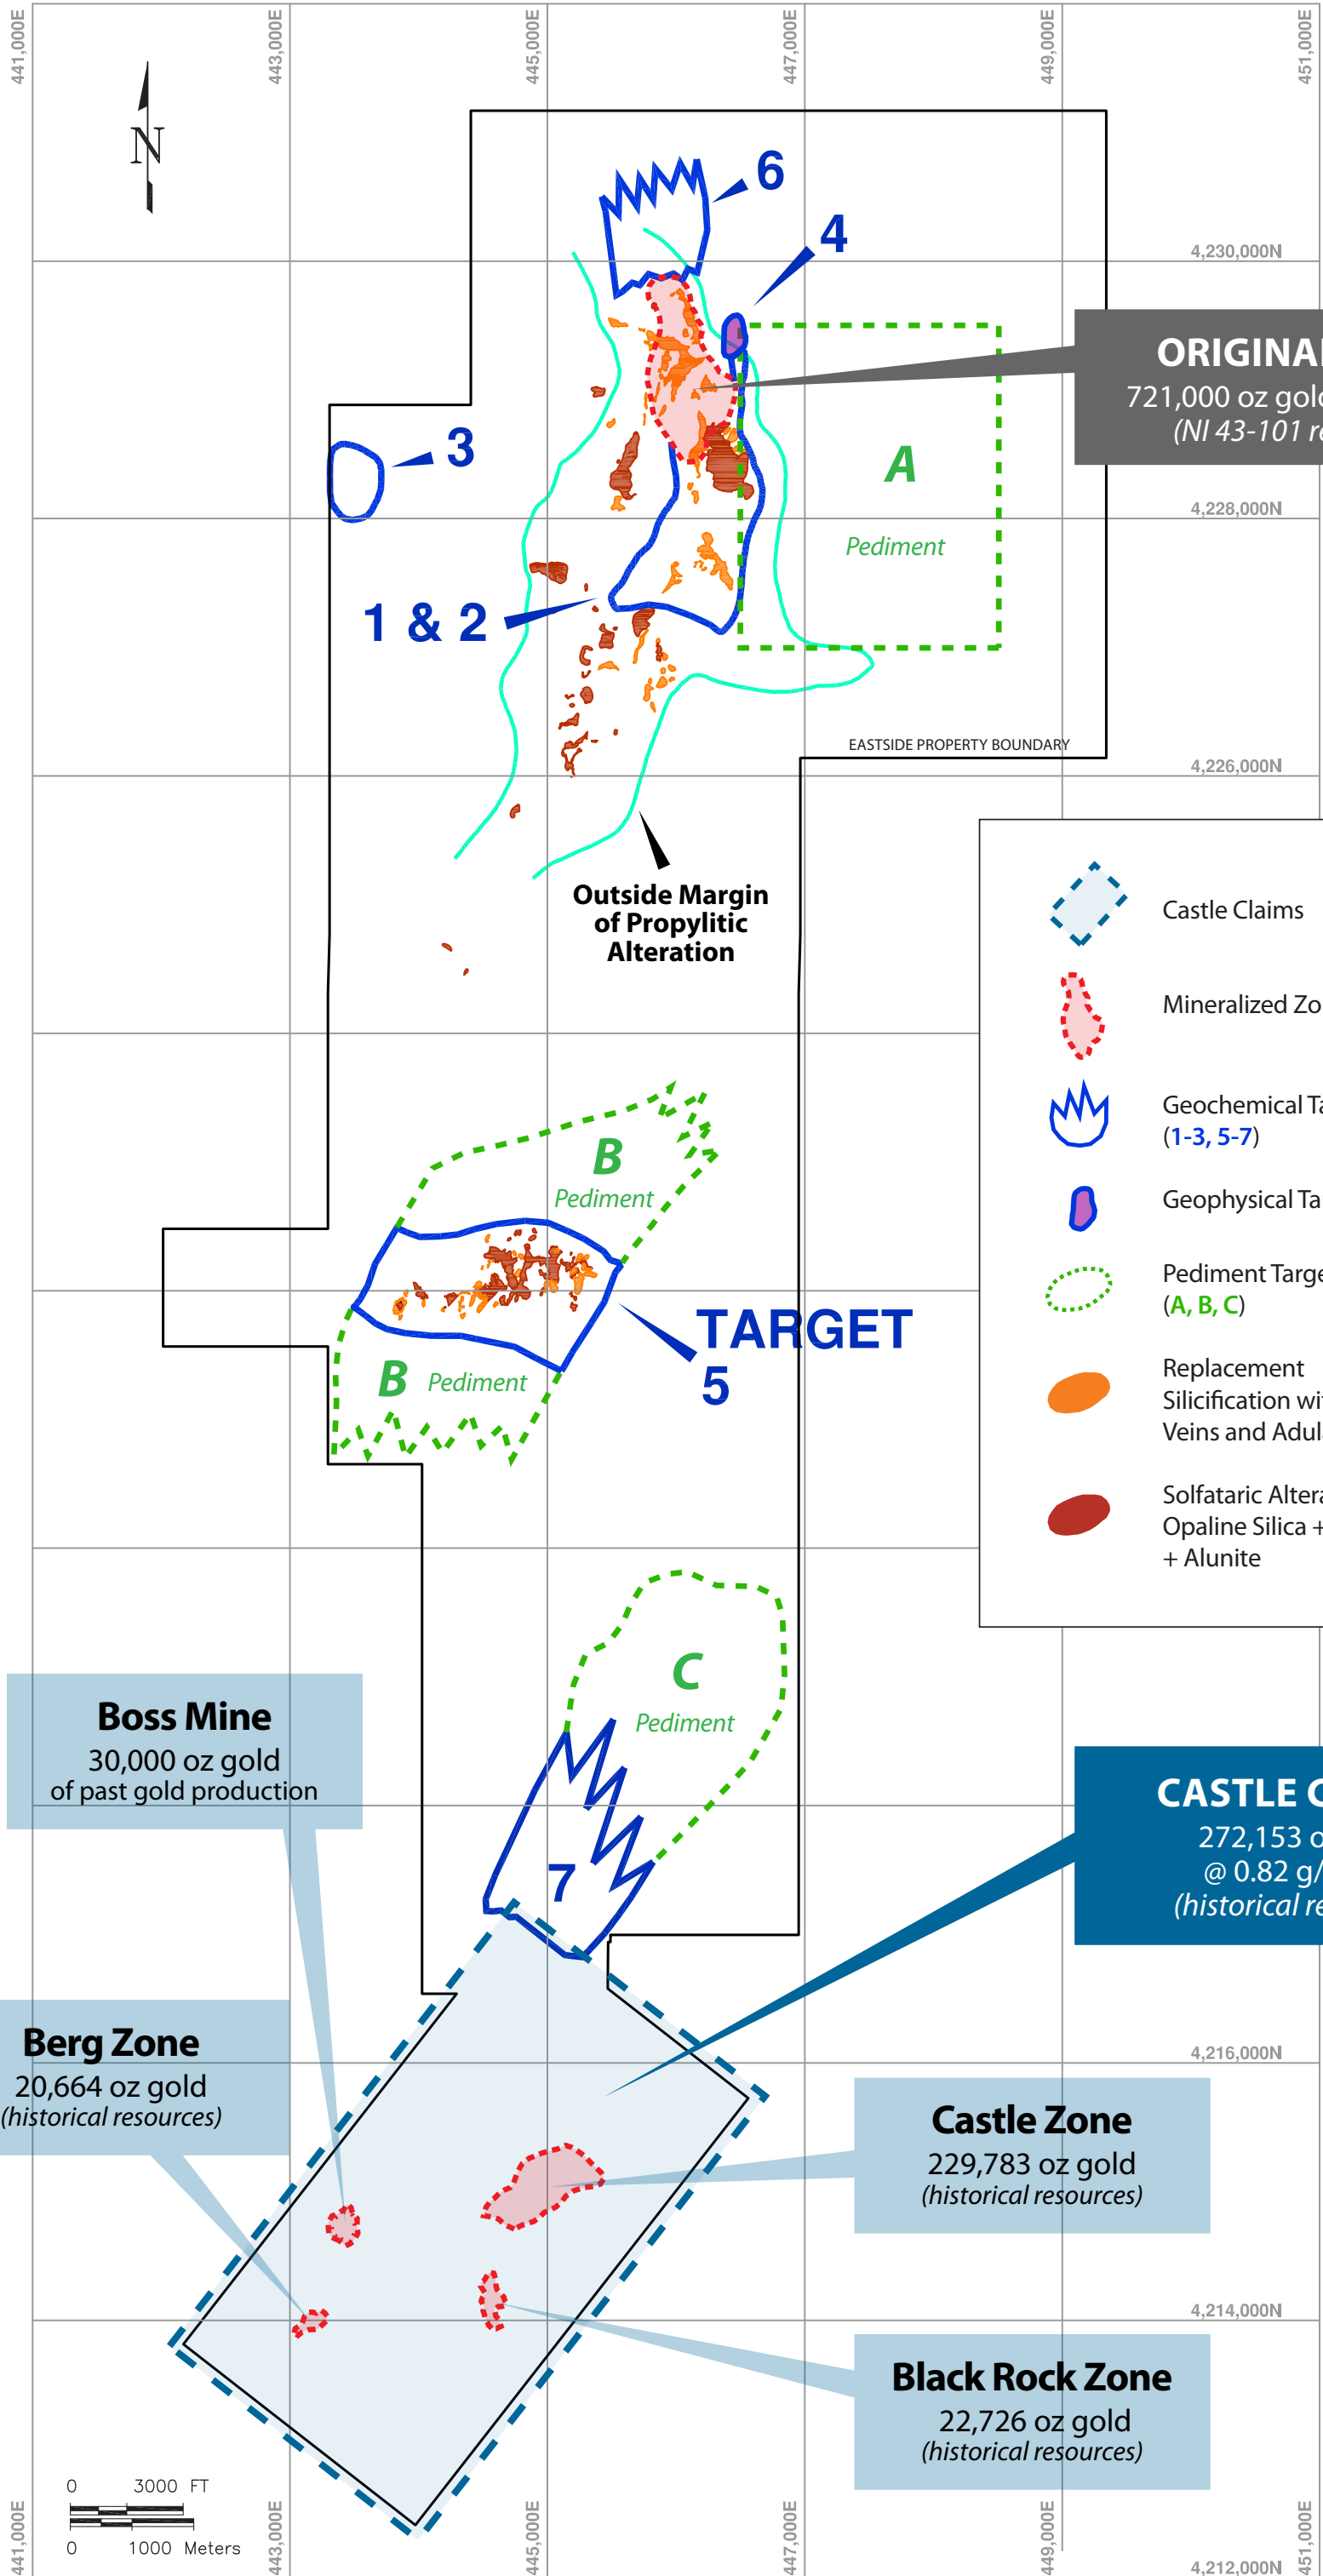 441,000E
443,000E
445,000E
447,000E
449,000E
451,000E
N
6
4
4,230,000N
ORIGINA
721,000 oz gol
(NI 43-101 re
3
A
4,228,000N
Pediment
1 & 2
EASTSIDE PROPERTY BOUNDARY
4,226,000N
Outside Margin
of Propylitic
Alteration
Castle Claims
Mineralized Zo
Geochemical Ta
(1-3, 5-7)
Geophysical Ta
Pediment Targe
(A, B, C)
Replacement
Silicification wi
Veins and Adul
Solfataric Altera
Opaline Silica +
+ Alunite
B
Pediment
TARGET
5
B Pediment
C
Pediment
Boss Mine
30,000 oz gold
of past gold production
7
CASTLE C
272,153 o
@ 0.82 g/
(historical re
Berg Zone
20,664 oz gold
(historical resources)
4,216,000N
Castle Zone
229,783 oz gold
(historical resources)
4,214,000N
Black Rock Zone
22,726 oz gold
(historical resources)
0 3000 FT
0 1000 Meters
441,000E
443,000E
445,000E
447,000E
449,000E
451,000E
4,212,000N